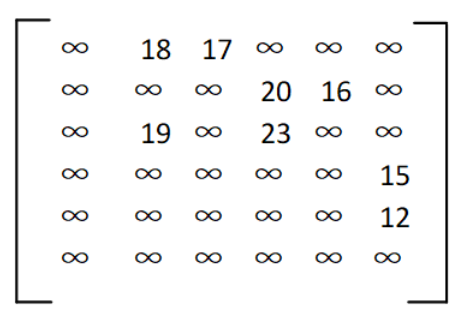 ∞ 18 17 ∞ ∞ ∞
∞ ∞ ∞ 20 16 ∞
∞ 19 ∞ 23 ∞ ∞
∞ ∞ ∞ ∞ ∞ 15
∞ ∞ ∞ ∞ ∞ 12
∞ ∞ ∞ ∞ ∞ ∞